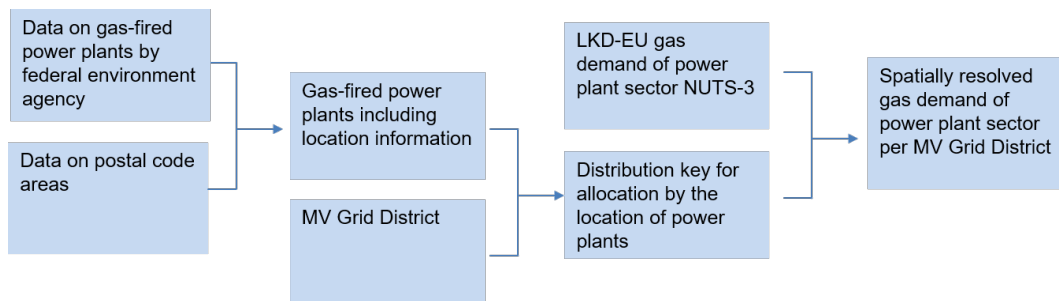 Data on gas-fired
power plants by
federal environment
agency
Data on postal code
areas
Gas-fired power
plants including
location information
MV Grid District
LKD-EU gas
demand of power
plant sector NUTS-3
Distribution key for
allocation by the
location of power
plants
Spatially resolved
gas demand of
power plant sector
per MV Grid District